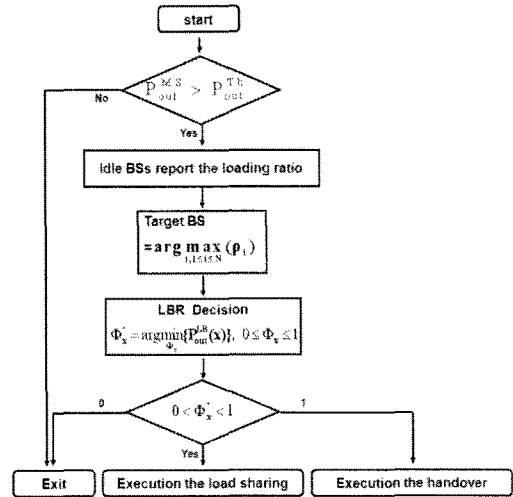 start
P_out^MS > P_out^Th
No
Yes
Idle BSs report the loading ratio
Target BS
=arg max (ρ_i)
i,1≤i≤N
LBR Decision
Φ*_x = argmin{P_out^LB(x)}, 0≤Φ_x≤1
Φ_x
0
0 < Φ*_x < 1
1
Yes
Exit
Execution the load sharing
Execution the handover